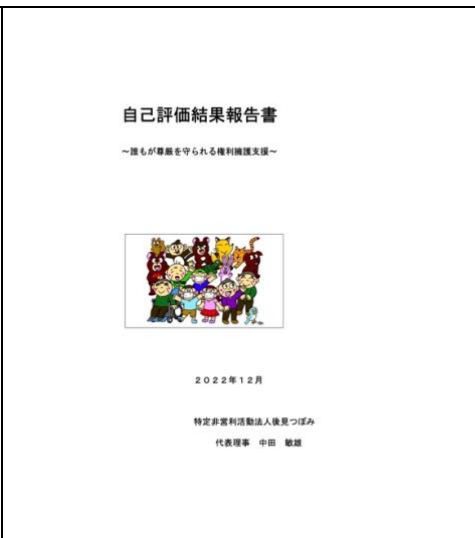 自己評価結果報告書
～誰もが尊厳を守られる権利擁護支援～
２０２２年１２月
特定非営利活動法人後見つぼみ
代表理事　中田　敏雄